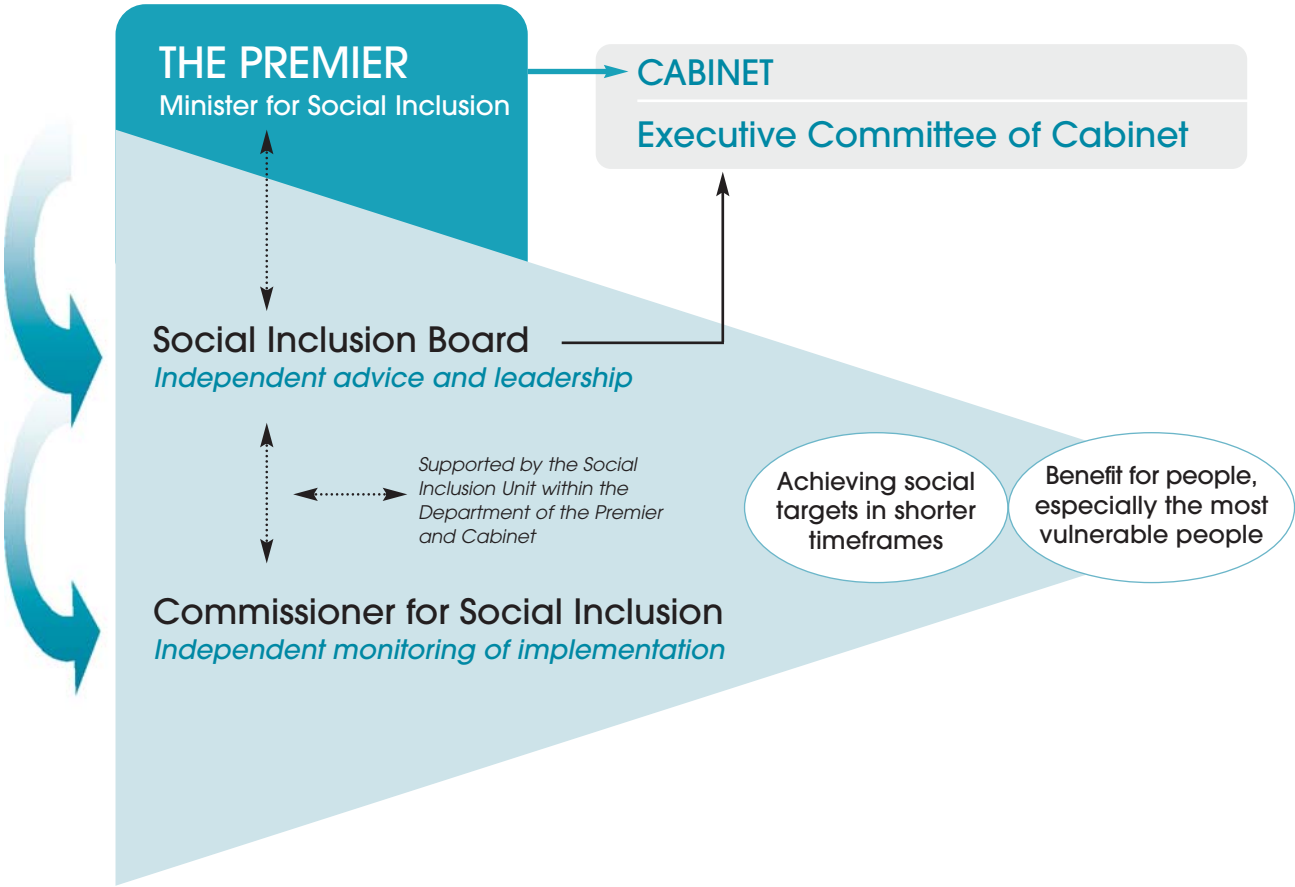 THE PREMIER
Minister for Social Inclusion
CABINET
Executive Committee of Cabinet
Social Inclusion Board
Independent advice and leadership
Supported by the Social
Inclusion Unit within the
Department of the Premier
and Cabinet
Achieving social
targets in shorter
timeframes
Benefit for people,
especially the most
vulnerable people
Commissioner for Social Inclusion
Independent monitoring of implementation